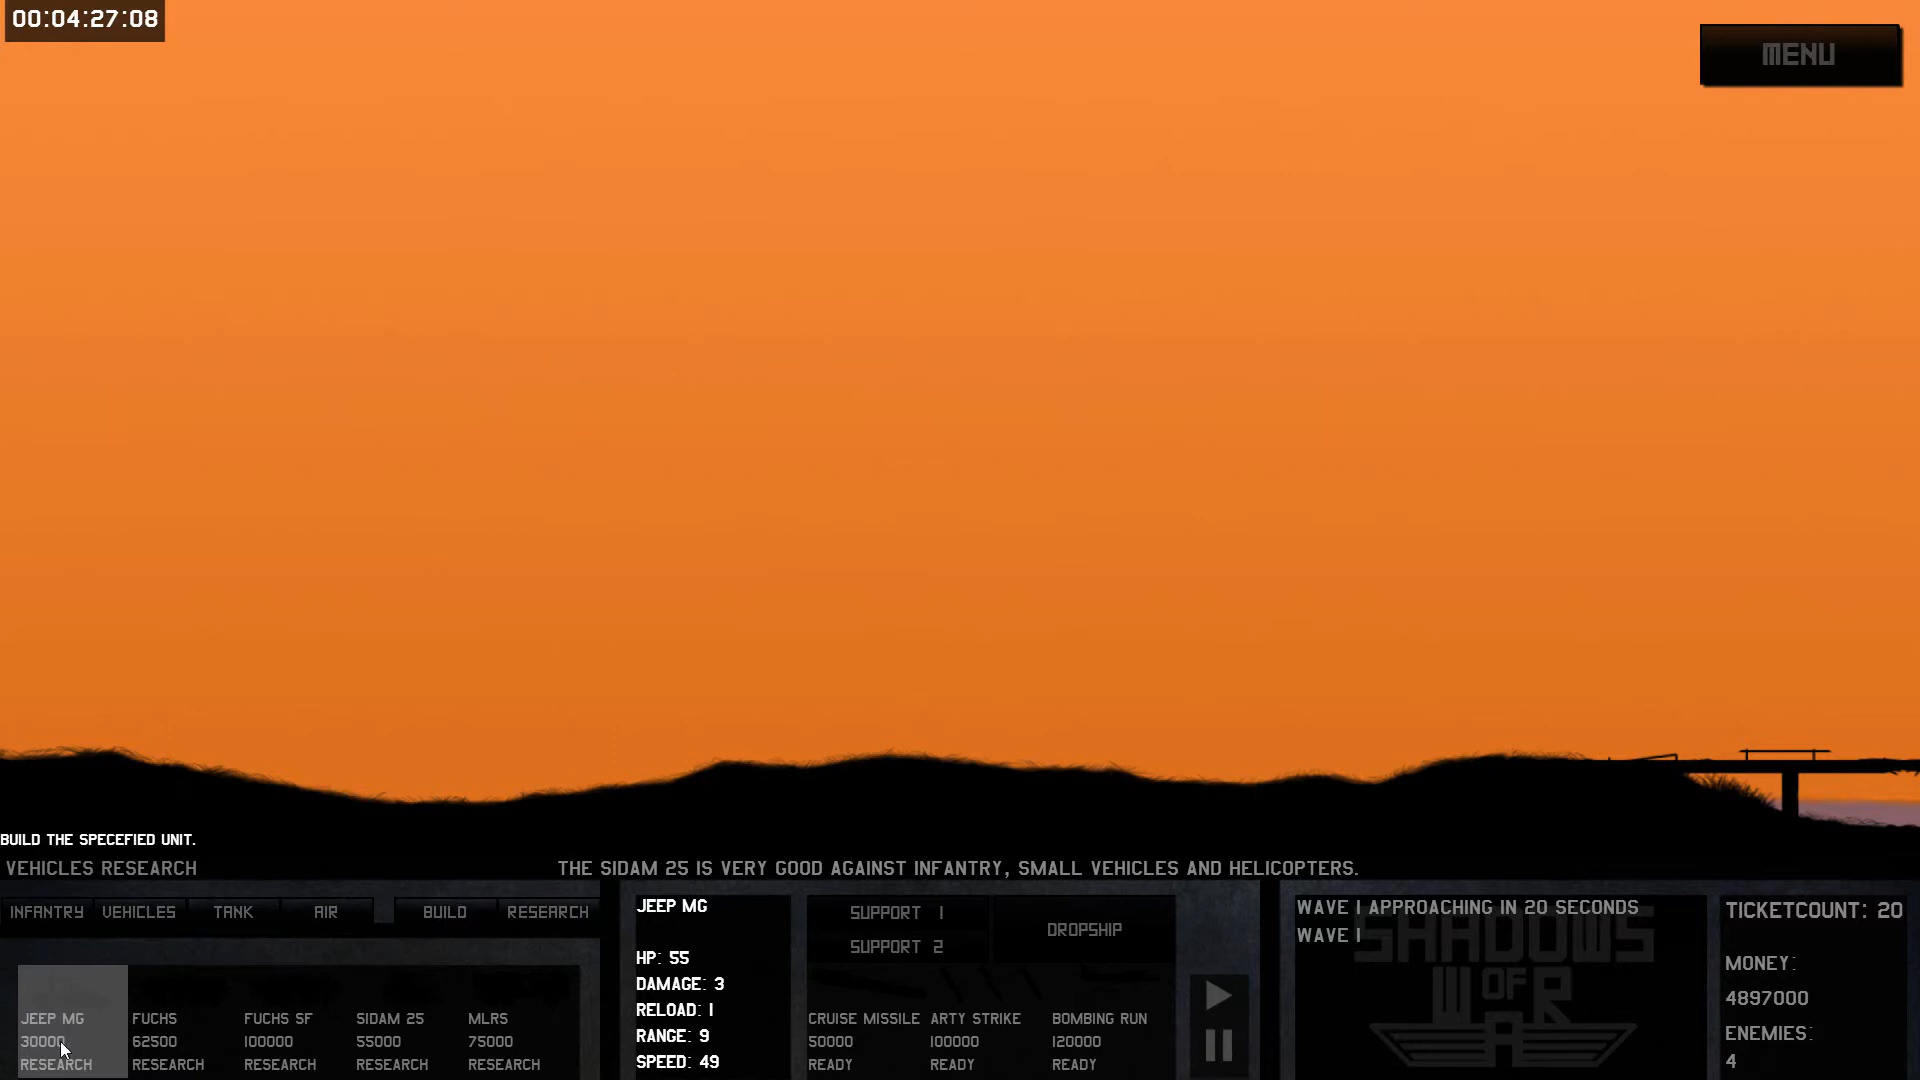 00:04:27:08
MENU
BUILD THE SPECEFIED UNIT.
VEHICLES RESEARCH
THE SIDAM 25 IS VERY GOOD AGAINST INFANTRY, SMALL VEHICLES AND HELICOPTERS.
INFANTRY VEHICLES TANK AIR BUILD RESEARCH
JEEP MG
30000
RESEARCH
FUCHS
62500
RESEARCH
FUCHS SF
100000
RESEARCH
SIDAM 25
55000
RESEARCH
MLRS
75000
RESEARCH
JEEP MG
HP: 55
DAMAGE: 3
RELOAD: 1
RANGE: 9
SPEED: 49
SUPPORT 1
SUPPORT 2
DROPSHIP
CRUISE MISSILE
50000
READY
ARTY STRIKE
100000
READY
BOMBING RUN
120000
READY
WAVE 1 APPROACHING IN 20 SECONDS
WAVE 1
SHADOWS
OF
WAR
TICKETCOUNT: 20
MONEY:
4897000
ENEMIES:
4